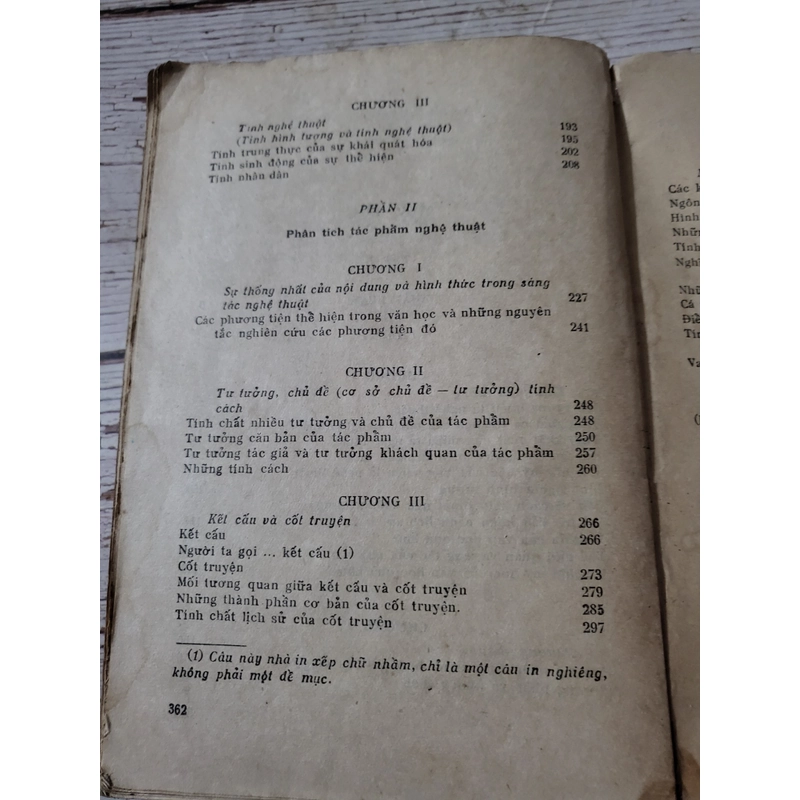 CHƯƠNG III
Tính nghệ thuật
(Tính hình tượng và tính nghệ thuật) 193
Tính trung thực của sự khái quát hóa 195
Tính sinh động của sự thể hiện 202
Tính nhân dân 208
PHẦN II
Phân tích tác phẩm nghệ thuật
CHƯƠNG I
Sự thống nhất của nội dung và hình thức trong sáng
tác nghệ thuật 227
Các phương tiện thể hiện trong văn học và những nguyên
tắc nghiên cứu các phương tiện đó 241
CHƯƠNG II
Tư tưởng, chủ đề (cơ sở chủ đề — tư tưởng) tính
cách 248
Tính chất nhiều tư tưởng và chủ đề của tác phẩm 248
Tư tưởng căn bản của tác phẩm 250
Tư tưởng tác giả và tư tưởng khách quan của tác phẩm 257
Những tính cách 260
CHƯƠNG III
Kết cấu và cốt truyện 266
Kết cấu 266
Người ta gọi ... kết cấu (1)
Cốt truyện 273
Mối tương quan giữa kết cấu và cốt truyện 279
Những thành phần cơ bản của cốt truyện. 285
Tính chất lịch sử của cốt truyện 297
(1) Câu này nhà in xếp chữ nhầm, chỉ là một câu in nghiêng,
không phải một đề mục.
362
Các
Ngôn
Hình
Những
Tính
Nghĩ
Nhữ
Cá
Điể